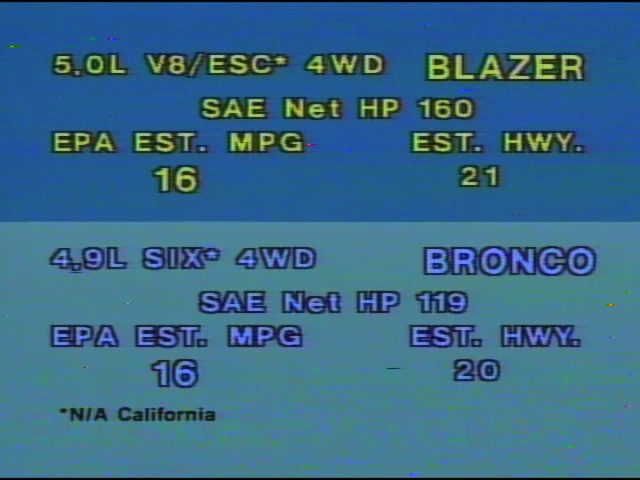 5.0L V8/ESC* 4WD BLAZER
SAE Net HP 160
EPA EST. MPG EST. HWY.
16 21
4.9L SIX* 4WD BRONCO
SAE Net HP 119
EPA EST. MPG EST. HWY.
16 20
*N/A California